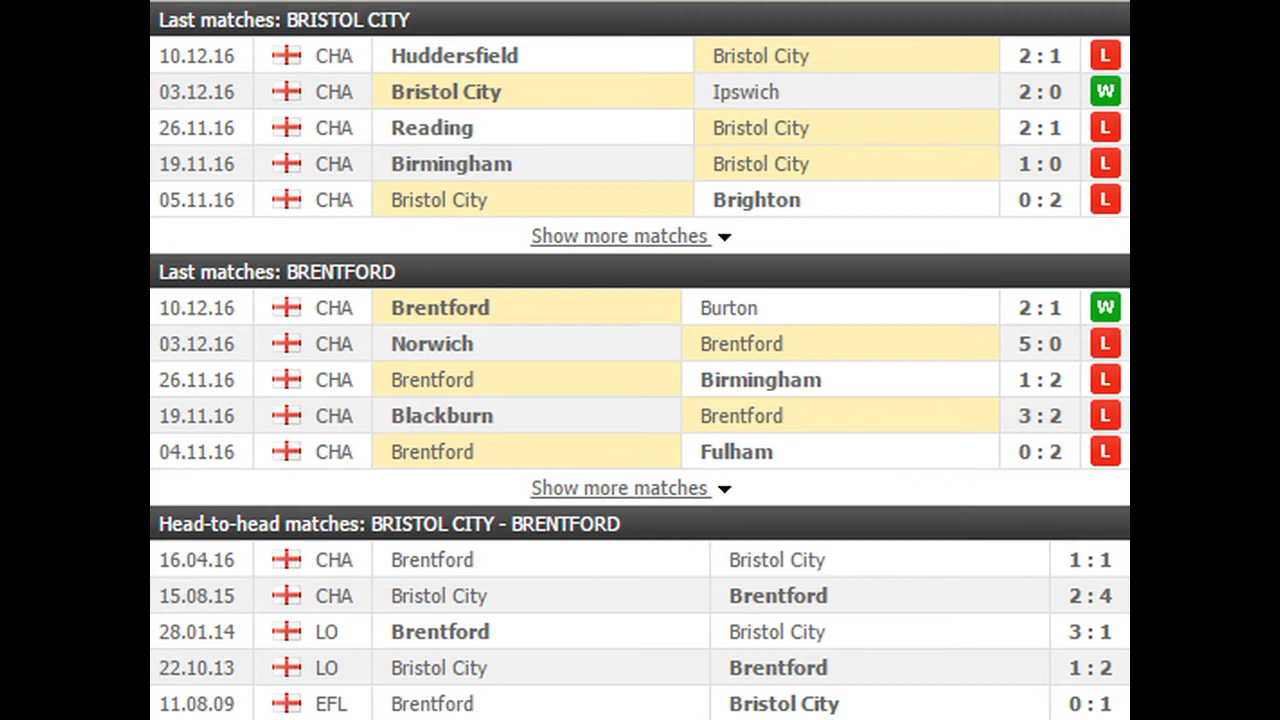 Last matches: BRISTOL CITY
10.12.16 CHA Huddersfield Bristol City 2 : 1 L
03.12.16 CHA Bristol City Ipswich 2 : 0 W
26.11.16 CHA Reading Bristol City 2 : 1 L
19.11.16 CHA Birmingham Bristol City 1 : 0 L
05.11.16 CHA Bristol City Brighton 0 : 2 L
Show more matches
Last matches: BRENTFORD
10.12.16 CHA Brentford Burton 2 : 1 W
03.12.16 CHA Norwich Brentford 5 : 0 L
26.11.16 CHA Brentford Birmingham 1 : 2 L
19.11.16 CHA Blackburn Brentford 3 : 2 L
04.11.16 CHA Brentford Fulham 0 : 2 L
Show more matches
Head-to-head matches: BRISTOL CITY - BRENTFORD
16.04.16 CHA Brentford Bristol City 1 : 1
15.08.15 CHA Bristol City Brentford 2 : 4
28.01.14 LO Brentford Bristol City 3 : 1
22.10.13 LO Bristol City Brentford 1 : 2
11.08.09 EFL Brentford Bristol City 0 : 1